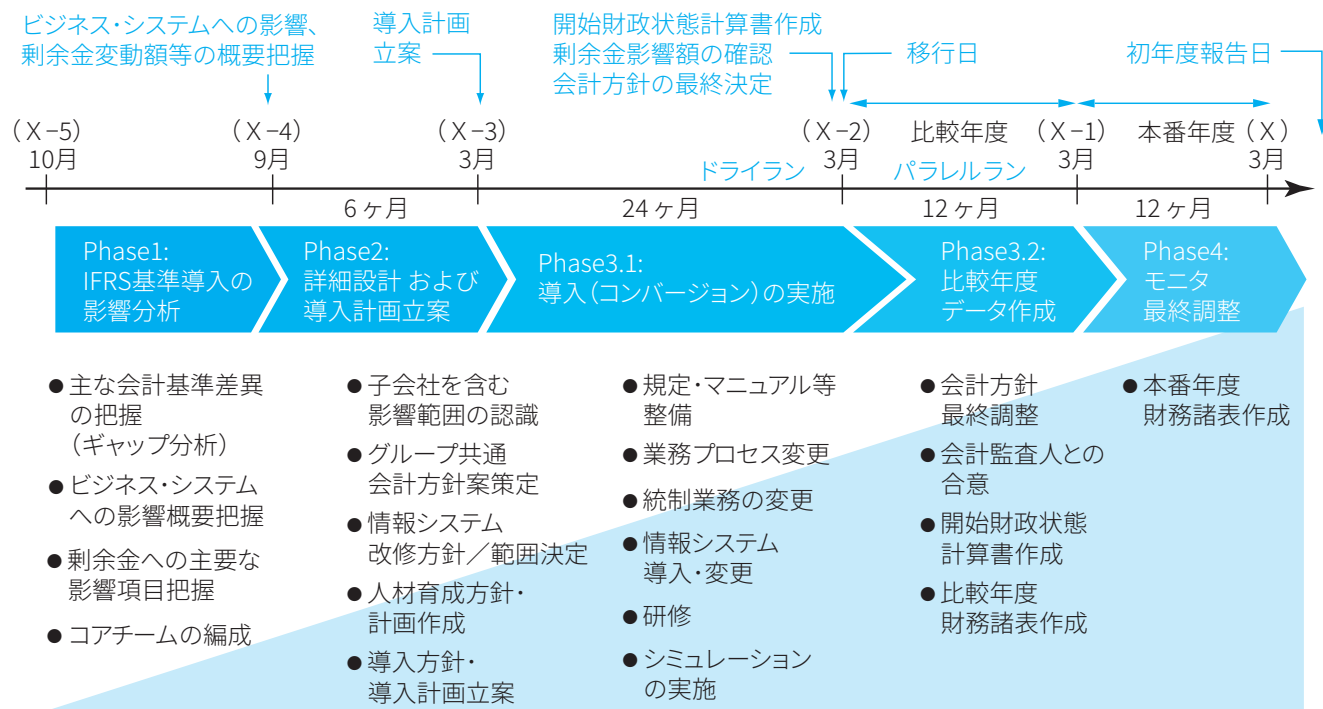 ビジネス・システムへの影響、
剰余金変動額等の概要把握
導入計画
立案
開始財政状態計算書作成
剰余金影響額の確認
会計方針の最終決定
移行日
初年度報告日
（X−5）
10月
（X−4）
9月
（X−3）
3月
（X−2）
3月
比較年度
（X−1）
3月
本番年度
（X）
3月
ドライラン
パラレルラン
6ヶ月
24ヶ月
12ヶ月
12ヶ月
Phase1:
IFRS基準導入の
影響分析
Phase2:
詳細設計 および
導入計画立案
Phase3.1:
導入（コンバージョン）の実施
Phase3.2:
比較年度
データ作成
Phase4:
モニタ
最終調整
●主な会計基準差異
の把握
（ギャップ分析）
●ビジネス・システム
への影響概要把握
●剰余金への主要な
影響項目把握
●コアチームの編成
●子会社を含む
影響範囲の認識
●グループ共通
会計方針案策定
●情報システム
改修方針／範囲決定
●人材育成方針・
計画作成
●導入方針・
導入計画立案
●規定・マニュアル等
整備
●業務プロセス変更
●統制業務の変更
●情報システム
導入・変更
●研修
●シミュレーション
の実施
●会計方針
最終調整
●会計監査人との
合意
●開始財政状態
計算書作成
●比較年度
財務諸表作成
●本番年度
財務諸表作成